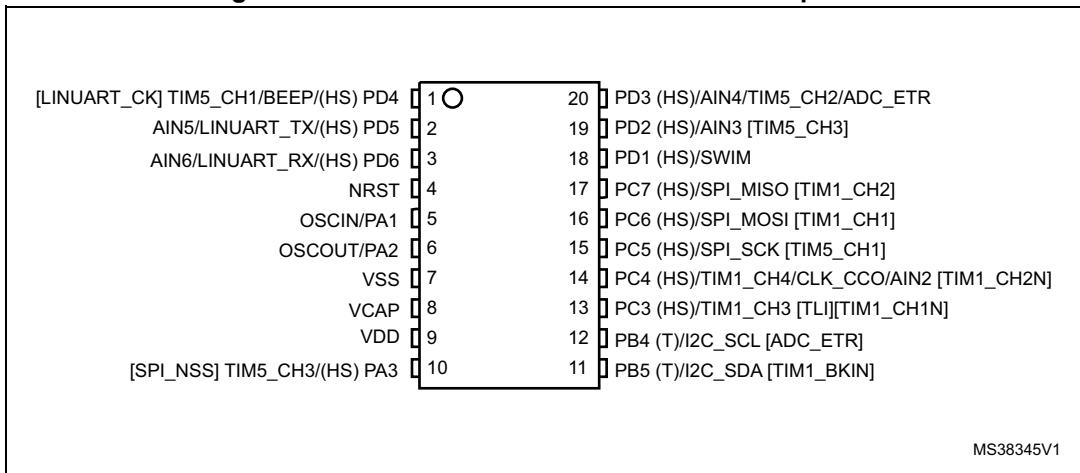 [LINUART_CK] TIM5_CH1/BEEP/(HS) PD4 1 20 PD3 (HS)/AIN4/TIM5_CH2/ADC_ETR
AIN5/LINUART_TX/(HS) PD5 2 19 PD2 (HS)/AIN3 [TIM5_CH3]
AIN6/LINUART_RX/(HS) PD6 3 18 PD1 (HS)/SWIM
NRST 4 17 PC7 (HS)/SPI_MISO [TIM1_CH2]
OSCIN/PA1 5 16 PC6 (HS)/SPI_MOSI [TIM1_CH1]
OSCOUT/PA2 6 15 PC5 (HS)/SPI_SCK [TIM5_CH1]
VSS 7 14 PC4 (HS)/TIM1_CH4/CLK_CCO/AIN2 [TIM1_CH2N]
VCAP 8 13 PC3 (HS)/TIM1_CH3 [TLI][TIM1_CH1N]
VDD 9 12 PB4 (T)/I2C_SCL [ADC_ETR]
[SPI_NSS] TIM5_CH3/(HS) PA3 10 11 PB5 (T)/I2C_SDA [TIM1_BKIN]
MS38345V1